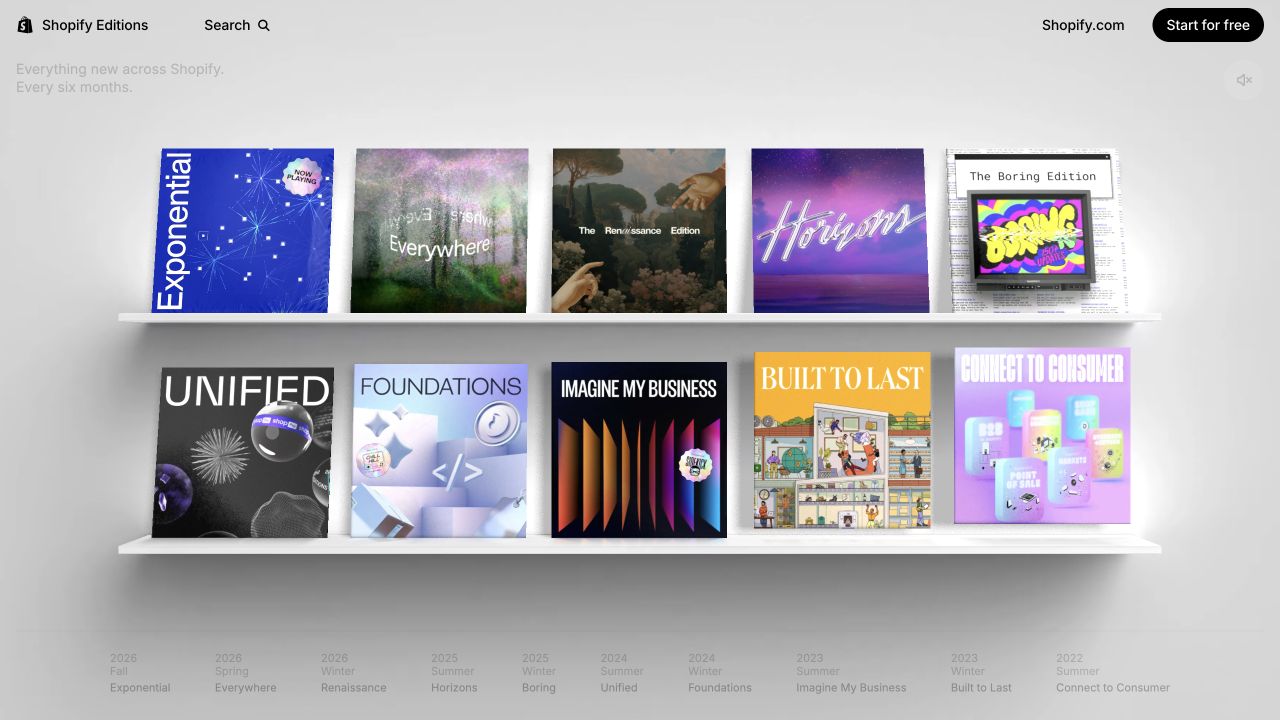 Shopify Editions
Search
Shopify.com
Start for free
Everything new across Shopify.
Every six months.
Exponential
NOW
PLAYING
Everywhere
The Renaissance Edition
Horizons
The Boring Edition
BORING
UNIFIED
shop
FOUNDATIONS
</>
IMAGINE MY BUSINESS
BUILT TO LAST
CONNECT TO CONSUMER
B2B
POINT
OF SALE
MARKETS
2026
Fall
Exponential
2026
Spring
Everywhere
2026
Winter
Renaissance
2025
Summer
Horizons
2025
Winter
Boring
2024
Summer
Unified
2024
Winter
Foundations
2023
Summer
Imagine My Business
2023
Winter
Built to Last
2022
Summer
Connect to Consumer